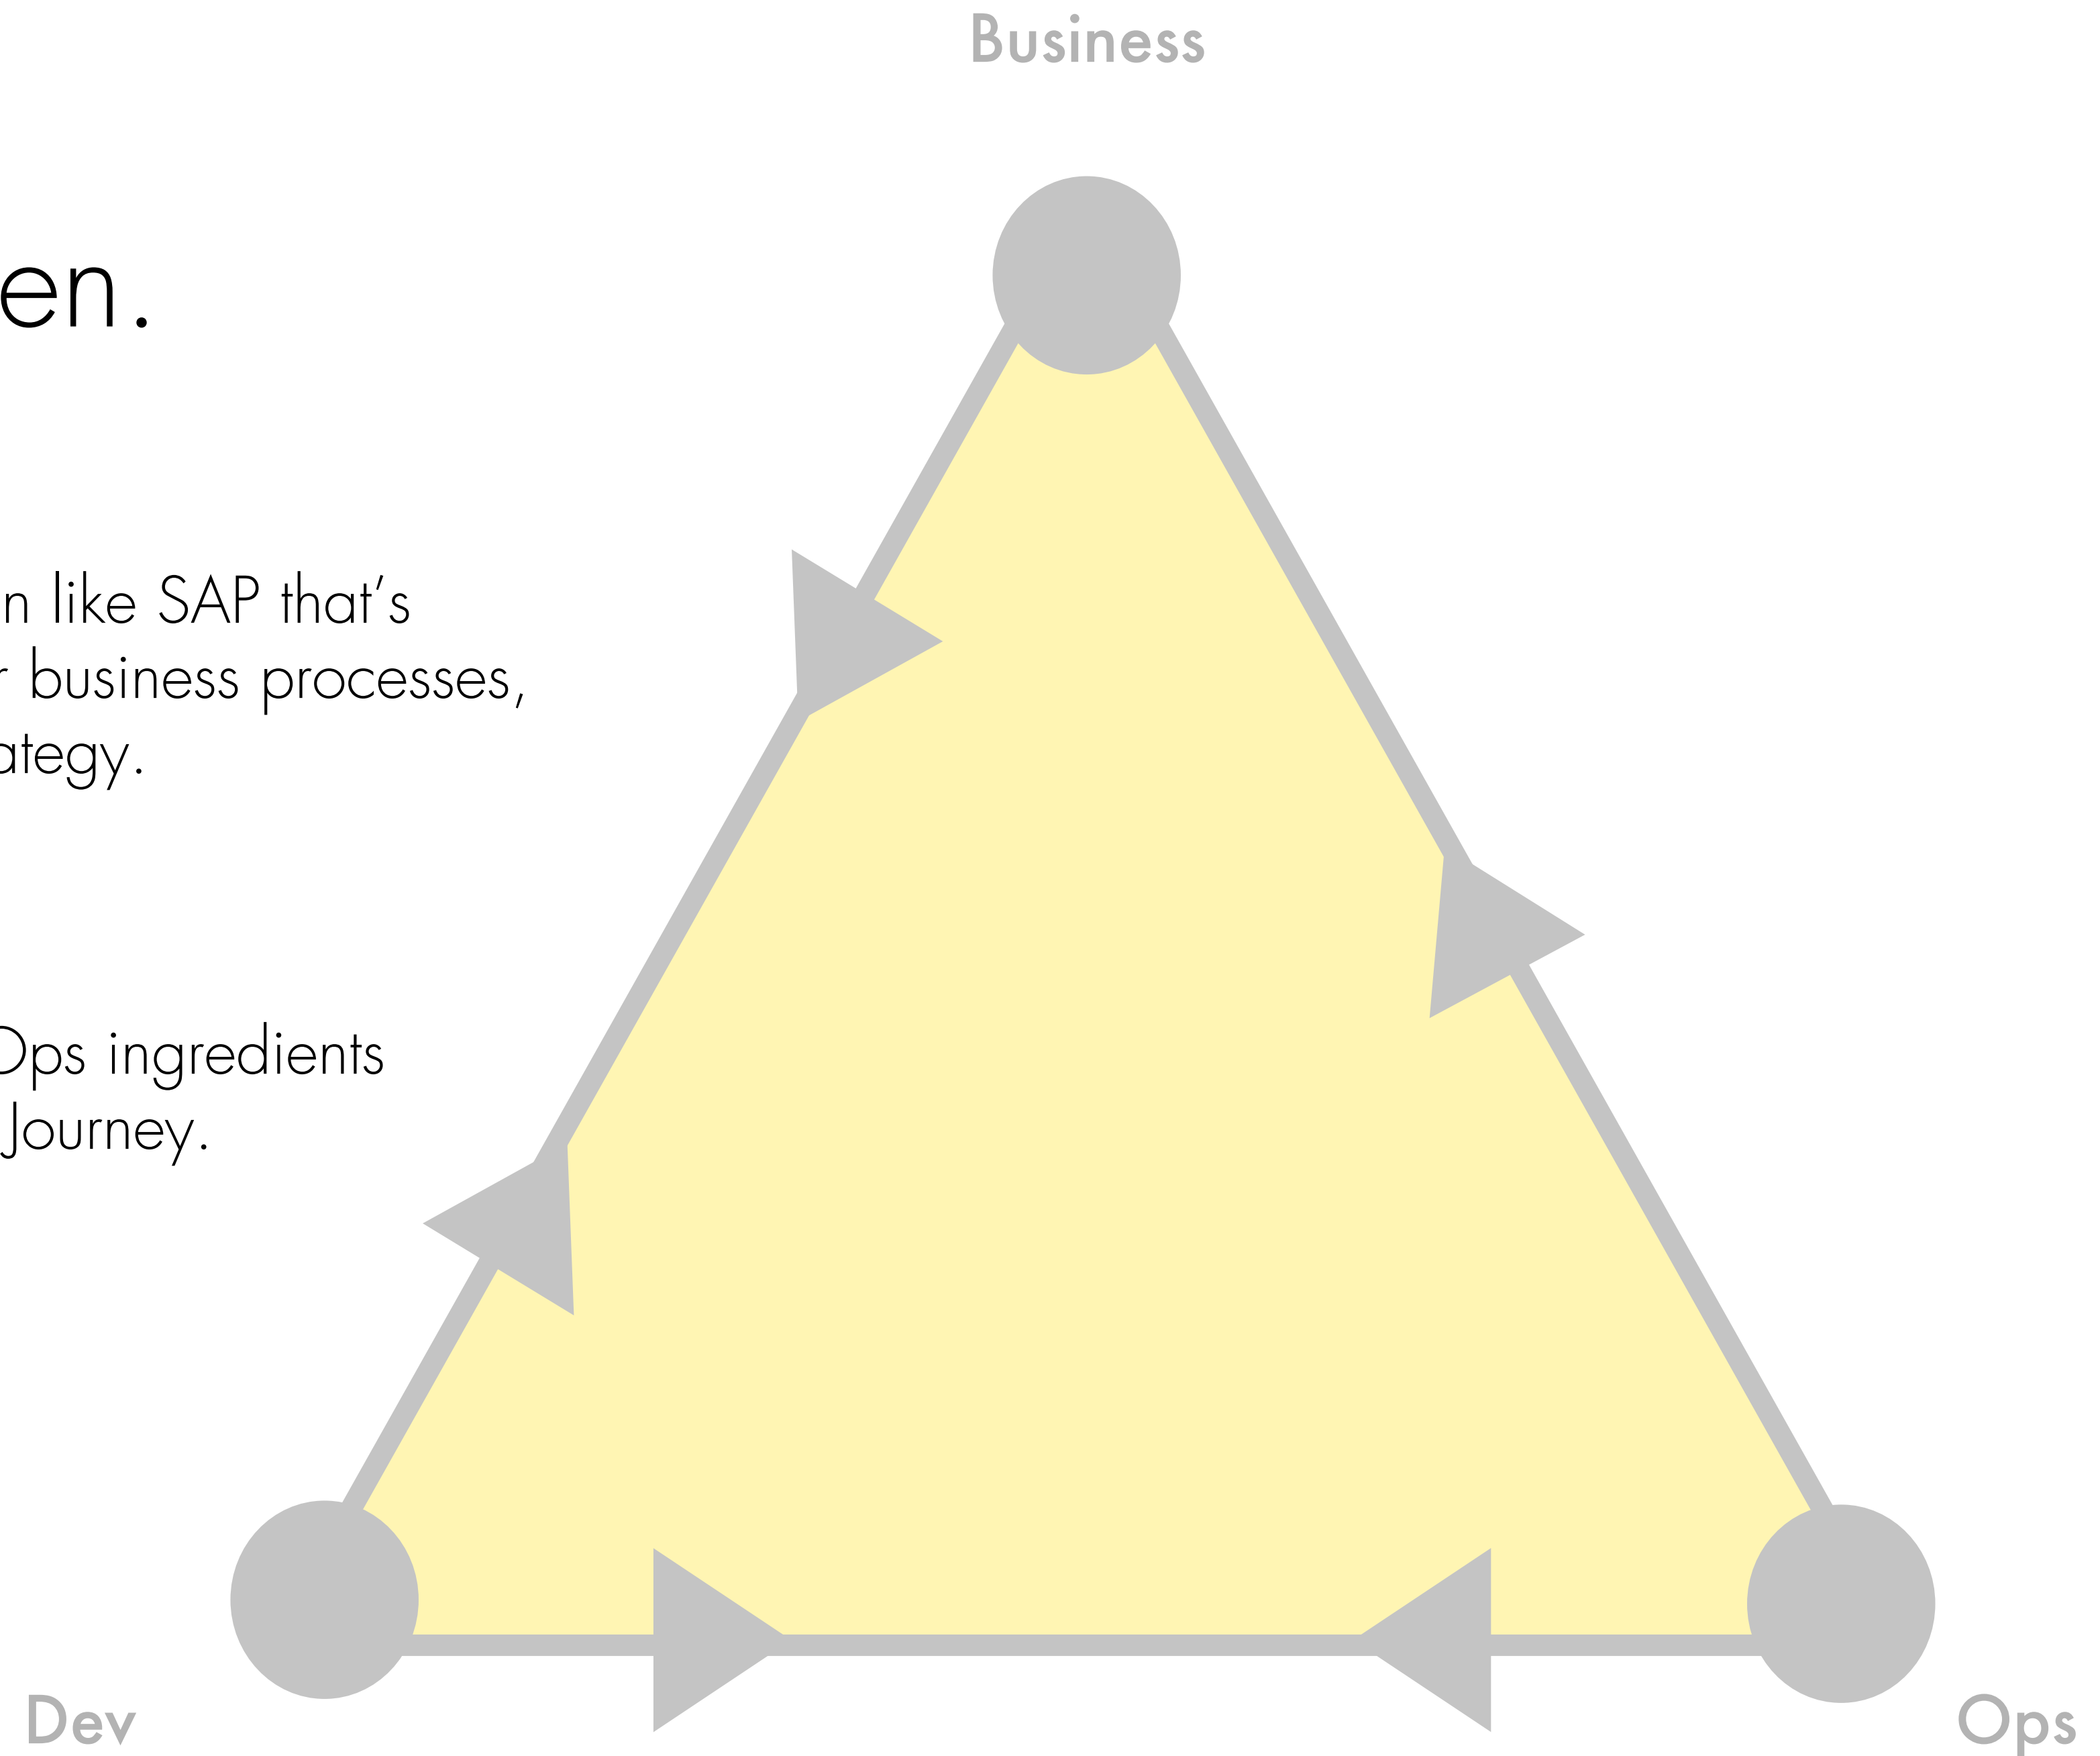 Business
en.
n like SAP that's
r business processes,
ategy.
Ops ingredients
Journey.
Dev
Ops